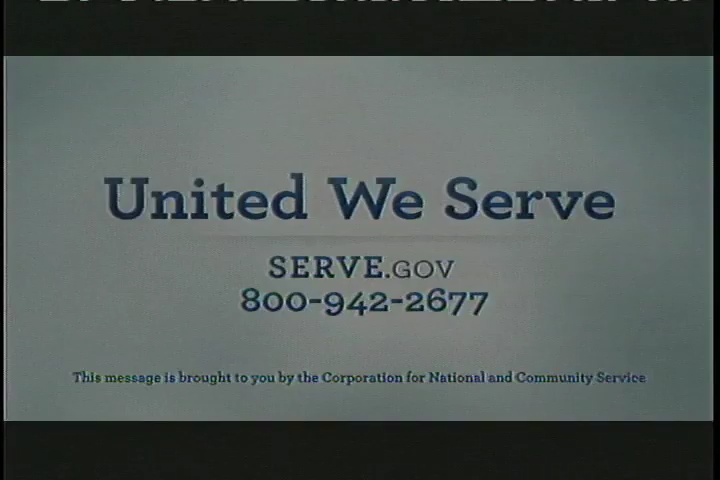 United We Serve
SERVE.GOV
800-942-2677
This message is brought to you by the Corporation for National and Community Service